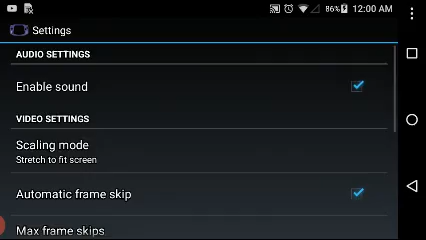 86% 12:00 AM
Settings
AUDIO SETTINGS
Enable sound
VIDEO SETTINGS
Scaling mode
Stretch to fit screen
Automatic frame skip
Max frame skips